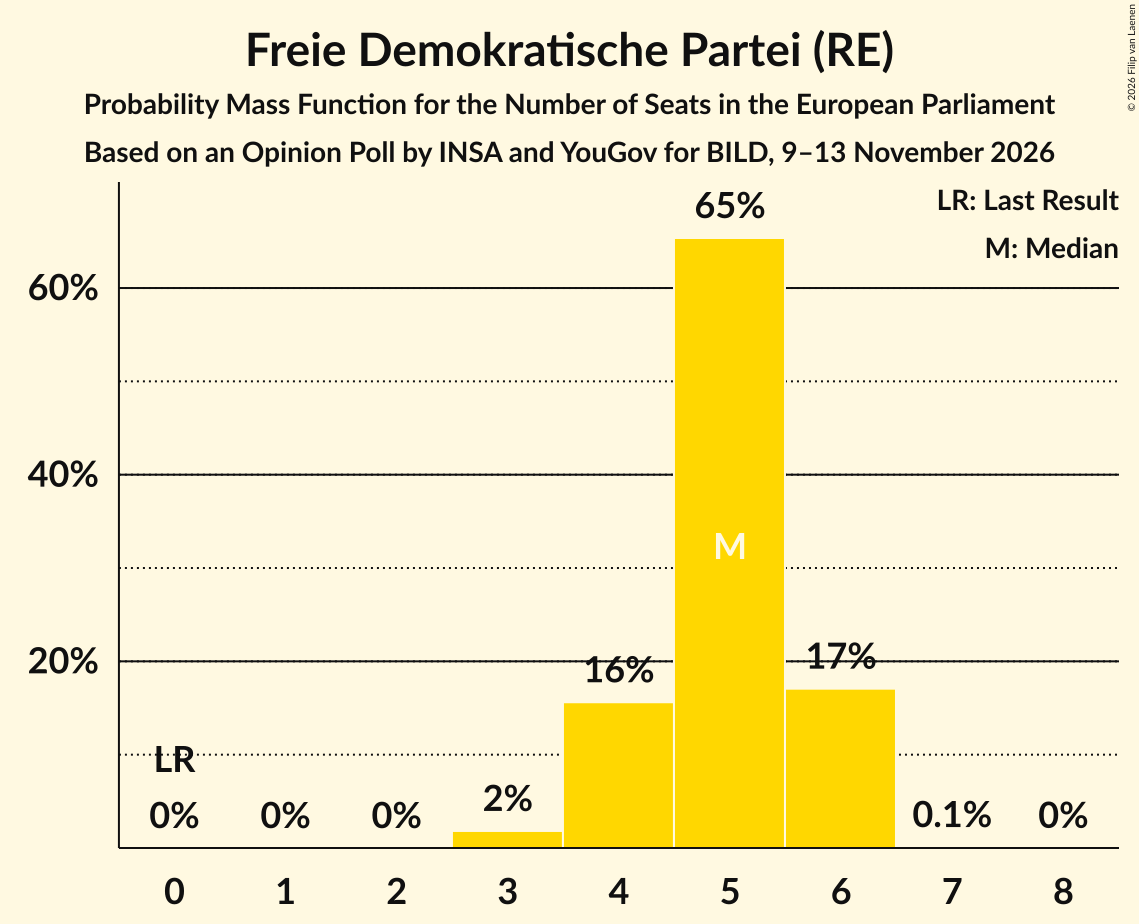 Freie Demokratische Partei (RE)
Probability Mass Function for the Number of Seats in the European Parliament
Based on an Opinion Poll by INSA and YouGov for BILD, 9–13 November 2026
© 2026 Filip van Laenen
LR: Last Result
M: Median
65%
60%
40%
M
20%
16%
17%
LR
0%
0%
0%
2%
0.1%
0%
0 1 2 3 4 5 6 7 8